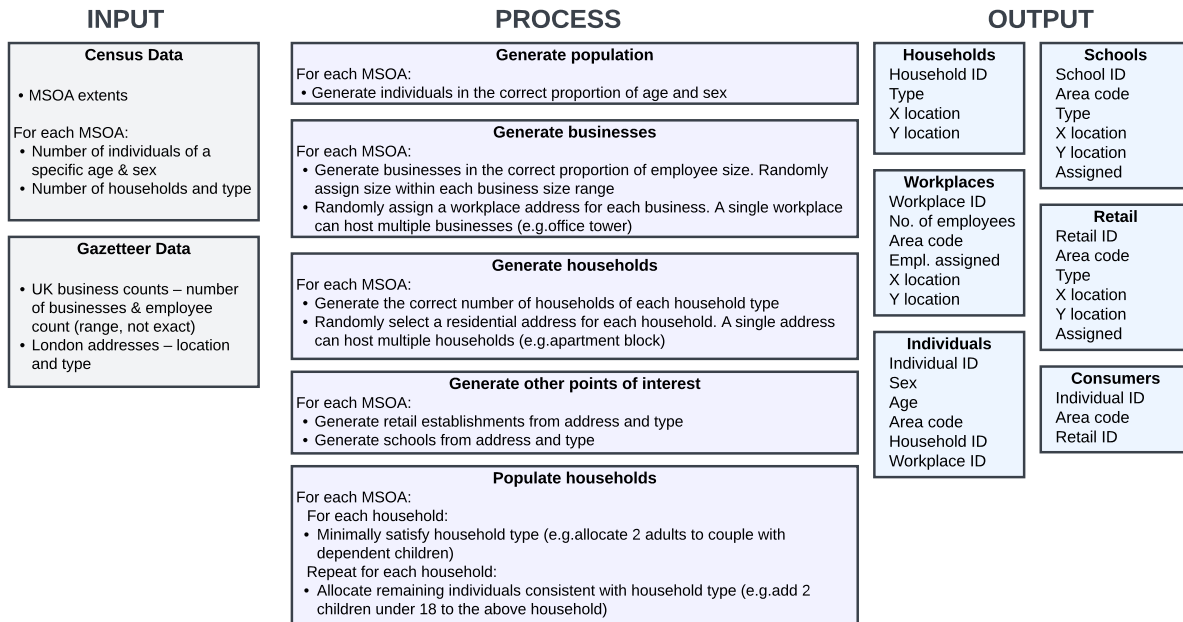 INPUT
Census Data
• MSOA extents
For each MSOA:
• Number of individuals of a
specific age & sex
• Number of households and type
Gazetteer Data
• UK business counts – number
of businesses & employee
count (range, not exact)
• London addresses – location
and type
PROCESS
Generate population
For each MSOA:
• Generate individuals in the correct proportion of age and sex
Generate businesses
For each MSOA:
• Generate businesses in the correct proportion of employee size. Randomly
assign size within each business size range
• Randomly assign a workplace address for each business. A single workplace
can host multiple businesses (e.g.office tower)
Generate households
For each MSOA:
• Generate the correct number of households of each household type
• Randomly select a residential address for each household. A single address
can host multiple households (e.g.apartment block)
Generate other points of interest
For each MSOA:
• Generate retail establishments from address and type
• Generate schools from address and type
Populate households
For each MSOA:
For each household:
• Minimally satisfy household type (e.g.allocate 2 adults to couple with
dependent children)
Repeat for each household:
• Allocate remaining individuals consistent with household type (e.g.add 2
children under 18 to the above household)
OUTPUT
Households
Household ID
Type
X location
Y location
Workplaces
Workplace ID
No. of employees
Area code
Empl. assigned
X location
Y location
Individuals
Individual ID
Sex
Age
Area code
Household ID
Workplace ID
Schools
School ID
Area code
Type
X location
Y location
Assigned
Retail
Retail ID
Area code
Type
X location
Y location
Assigned
Consumers
Individual ID
Area code
Retail ID